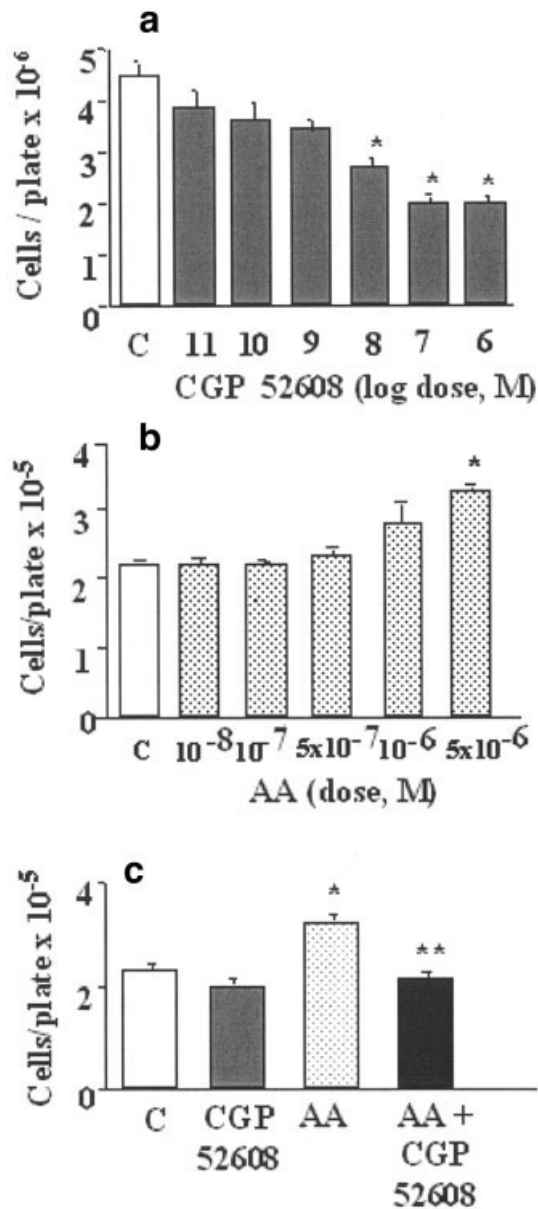 a
Cells / plate x 10⁻⁶
5
4
3
2
1
0
*
*
*
C 11 10 9 8 7 6
CGP 52608 (log dose, M)
b
Cells/plate x 10⁻⁵
4
3
2
1
0
*
C 10⁻⁸ 10⁻⁷ 5x10⁻⁷ 10⁻⁶ 5x10⁻⁶
AA (dose, M)
c
Cells/plate x 10⁻⁵
4
2
0
*
**
C CGP AA AA +
52608 CGP
52608